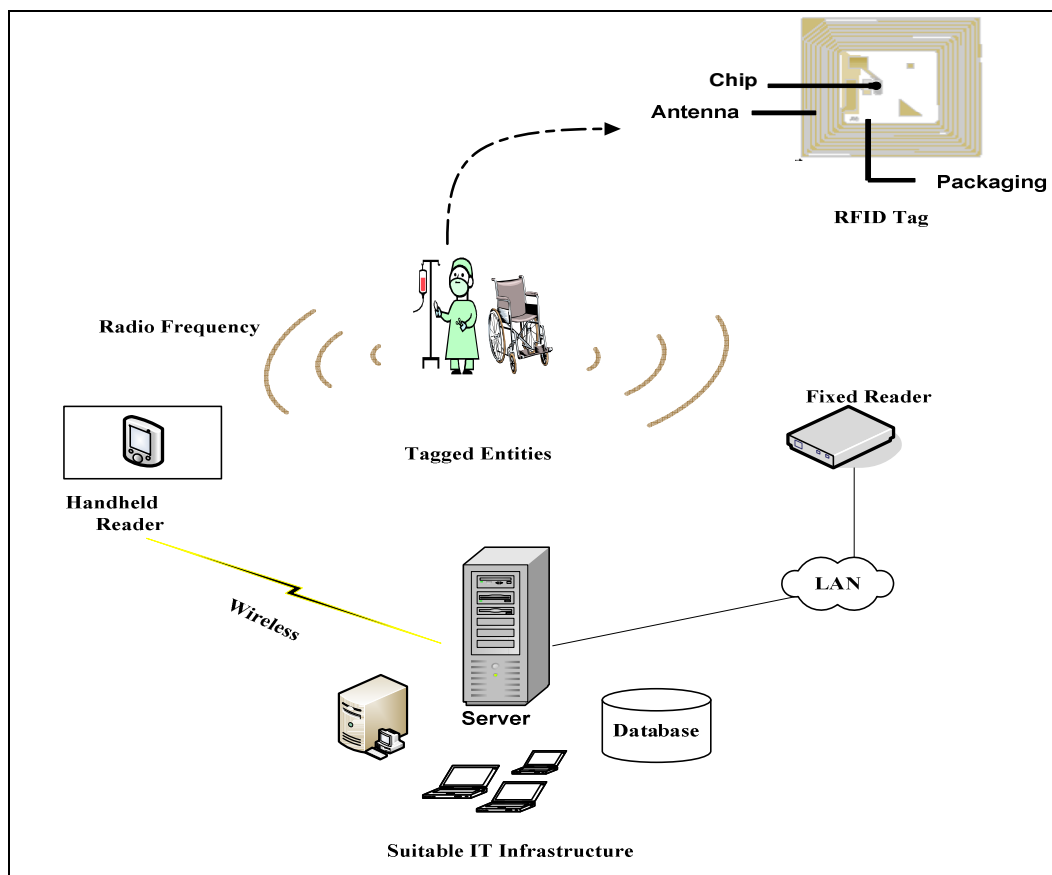 Chip
Antenna
Packaging
RFID Tag
Radio Frequency
Fixed Reader
Tagged Entities
Handheld
Reader
LAN
Wireless
Server
Database
Suitable IT Infrastructure